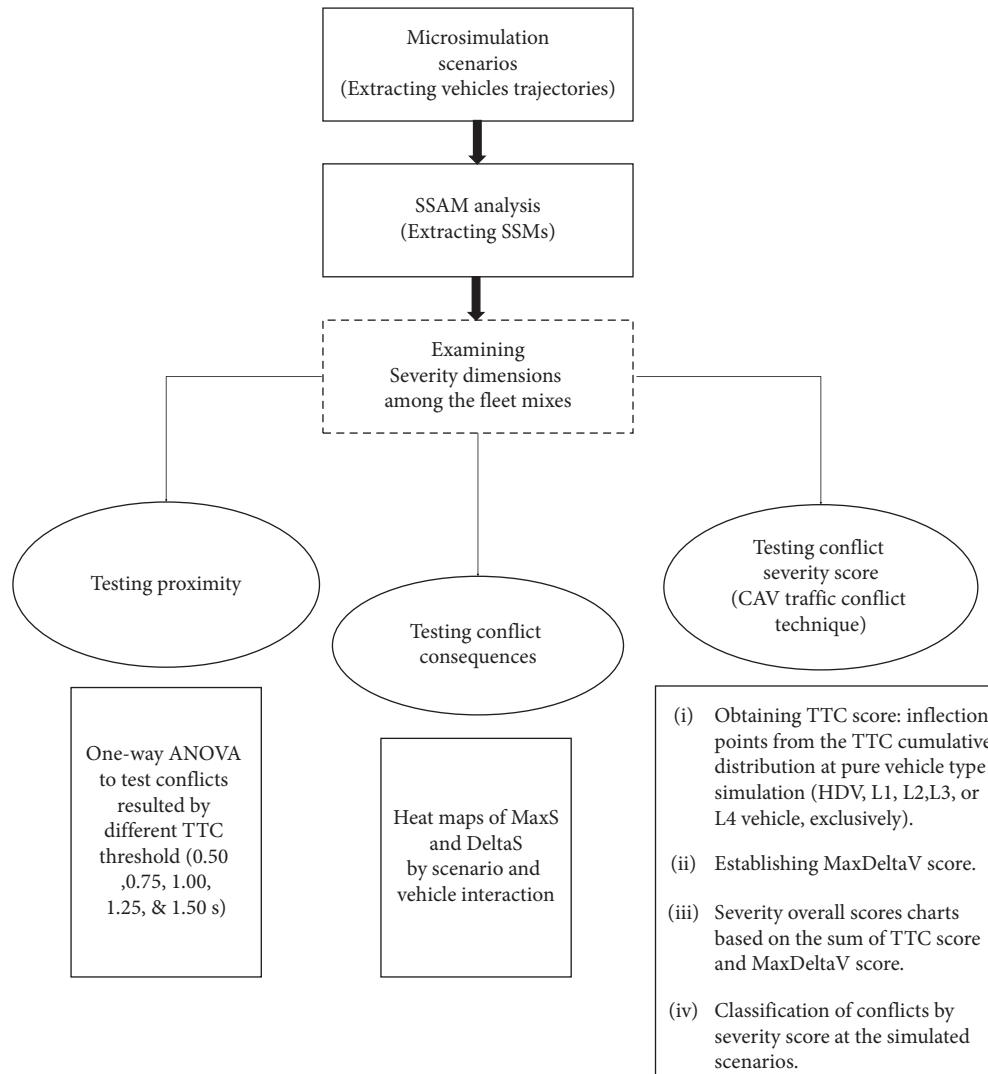 Microsimulation
scenarios
(Extracting vehicles trajectories)
SSAM analysis
(Extracting SSMs)
Examining
Severity dimensions
among the fleet mixes
Testing proximity
Testing conflict
consequences
Testing conflict
severity score
(CAV traffic conflict
technique)
One-way ANOVA
to test conflicts
resulted by
different TTC
threshold (0.50
,0.75, 1.00,
1.25, & 1.50 s)
Heat maps of MaxS
and DeltaS
by scenario and
vehicle interaction
(i) Obtaining TTC score: inflection
points from the TTC cumulative
distribution at pure vehicle type
simulation (HDV, L1, L2,L3, or
L4 vehicle, exclusively).
(ii) Establishing MaxDeltaV score.
(iii) Severity overall scores charts
based on the sum of TTC score
and MaxDeltaV score.
(iv) Classification of conflicts by
severity score at the simulated
scenarios.